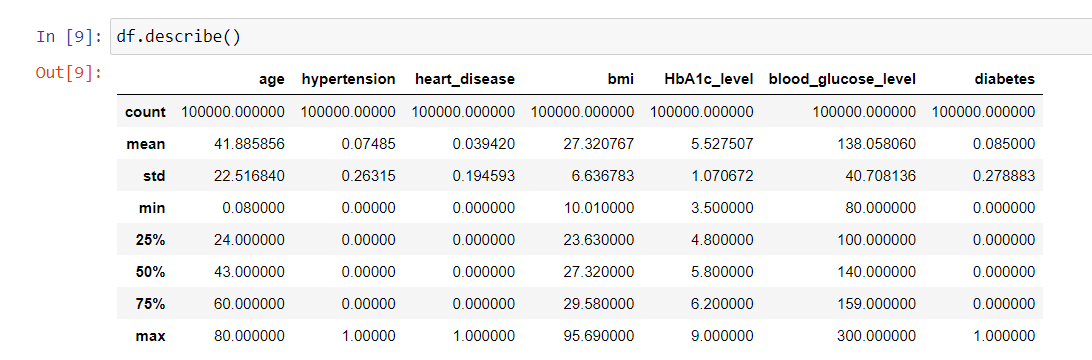 In [9]: df.describe()
Out[9]:
age hypertension heart_disease bmi HbA1c_level blood_glucose_level diabetes
count 100000.000000 100000.00000 100000.000000 100000.000000 100000.000000 100000.000000 100000.000000
mean 41.885856 0.07485 0.039420 27.320767 5.527507 138.058060 0.085000
std 22.516840 0.26315 0.194593 6.636783 1.070672 40.708136 0.278883
min 0.080000 0.00000 0.000000 10.010000 3.500000 80.000000 0.000000
25% 24.000000 0.00000 0.000000 23.630000 4.800000 100.000000 0.000000
50% 43.000000 0.00000 0.000000 27.320000 5.800000 140.000000 0.000000
75% 60.000000 0.00000 0.000000 29.580000 6.200000 159.000000 0.000000
max 80.000000 1.00000 1.000000 95.690000 9.000000 300.000000 1.000000